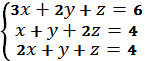 3x + 2y + z = 6
x + y + 2z = 4
2x + y + z = 4